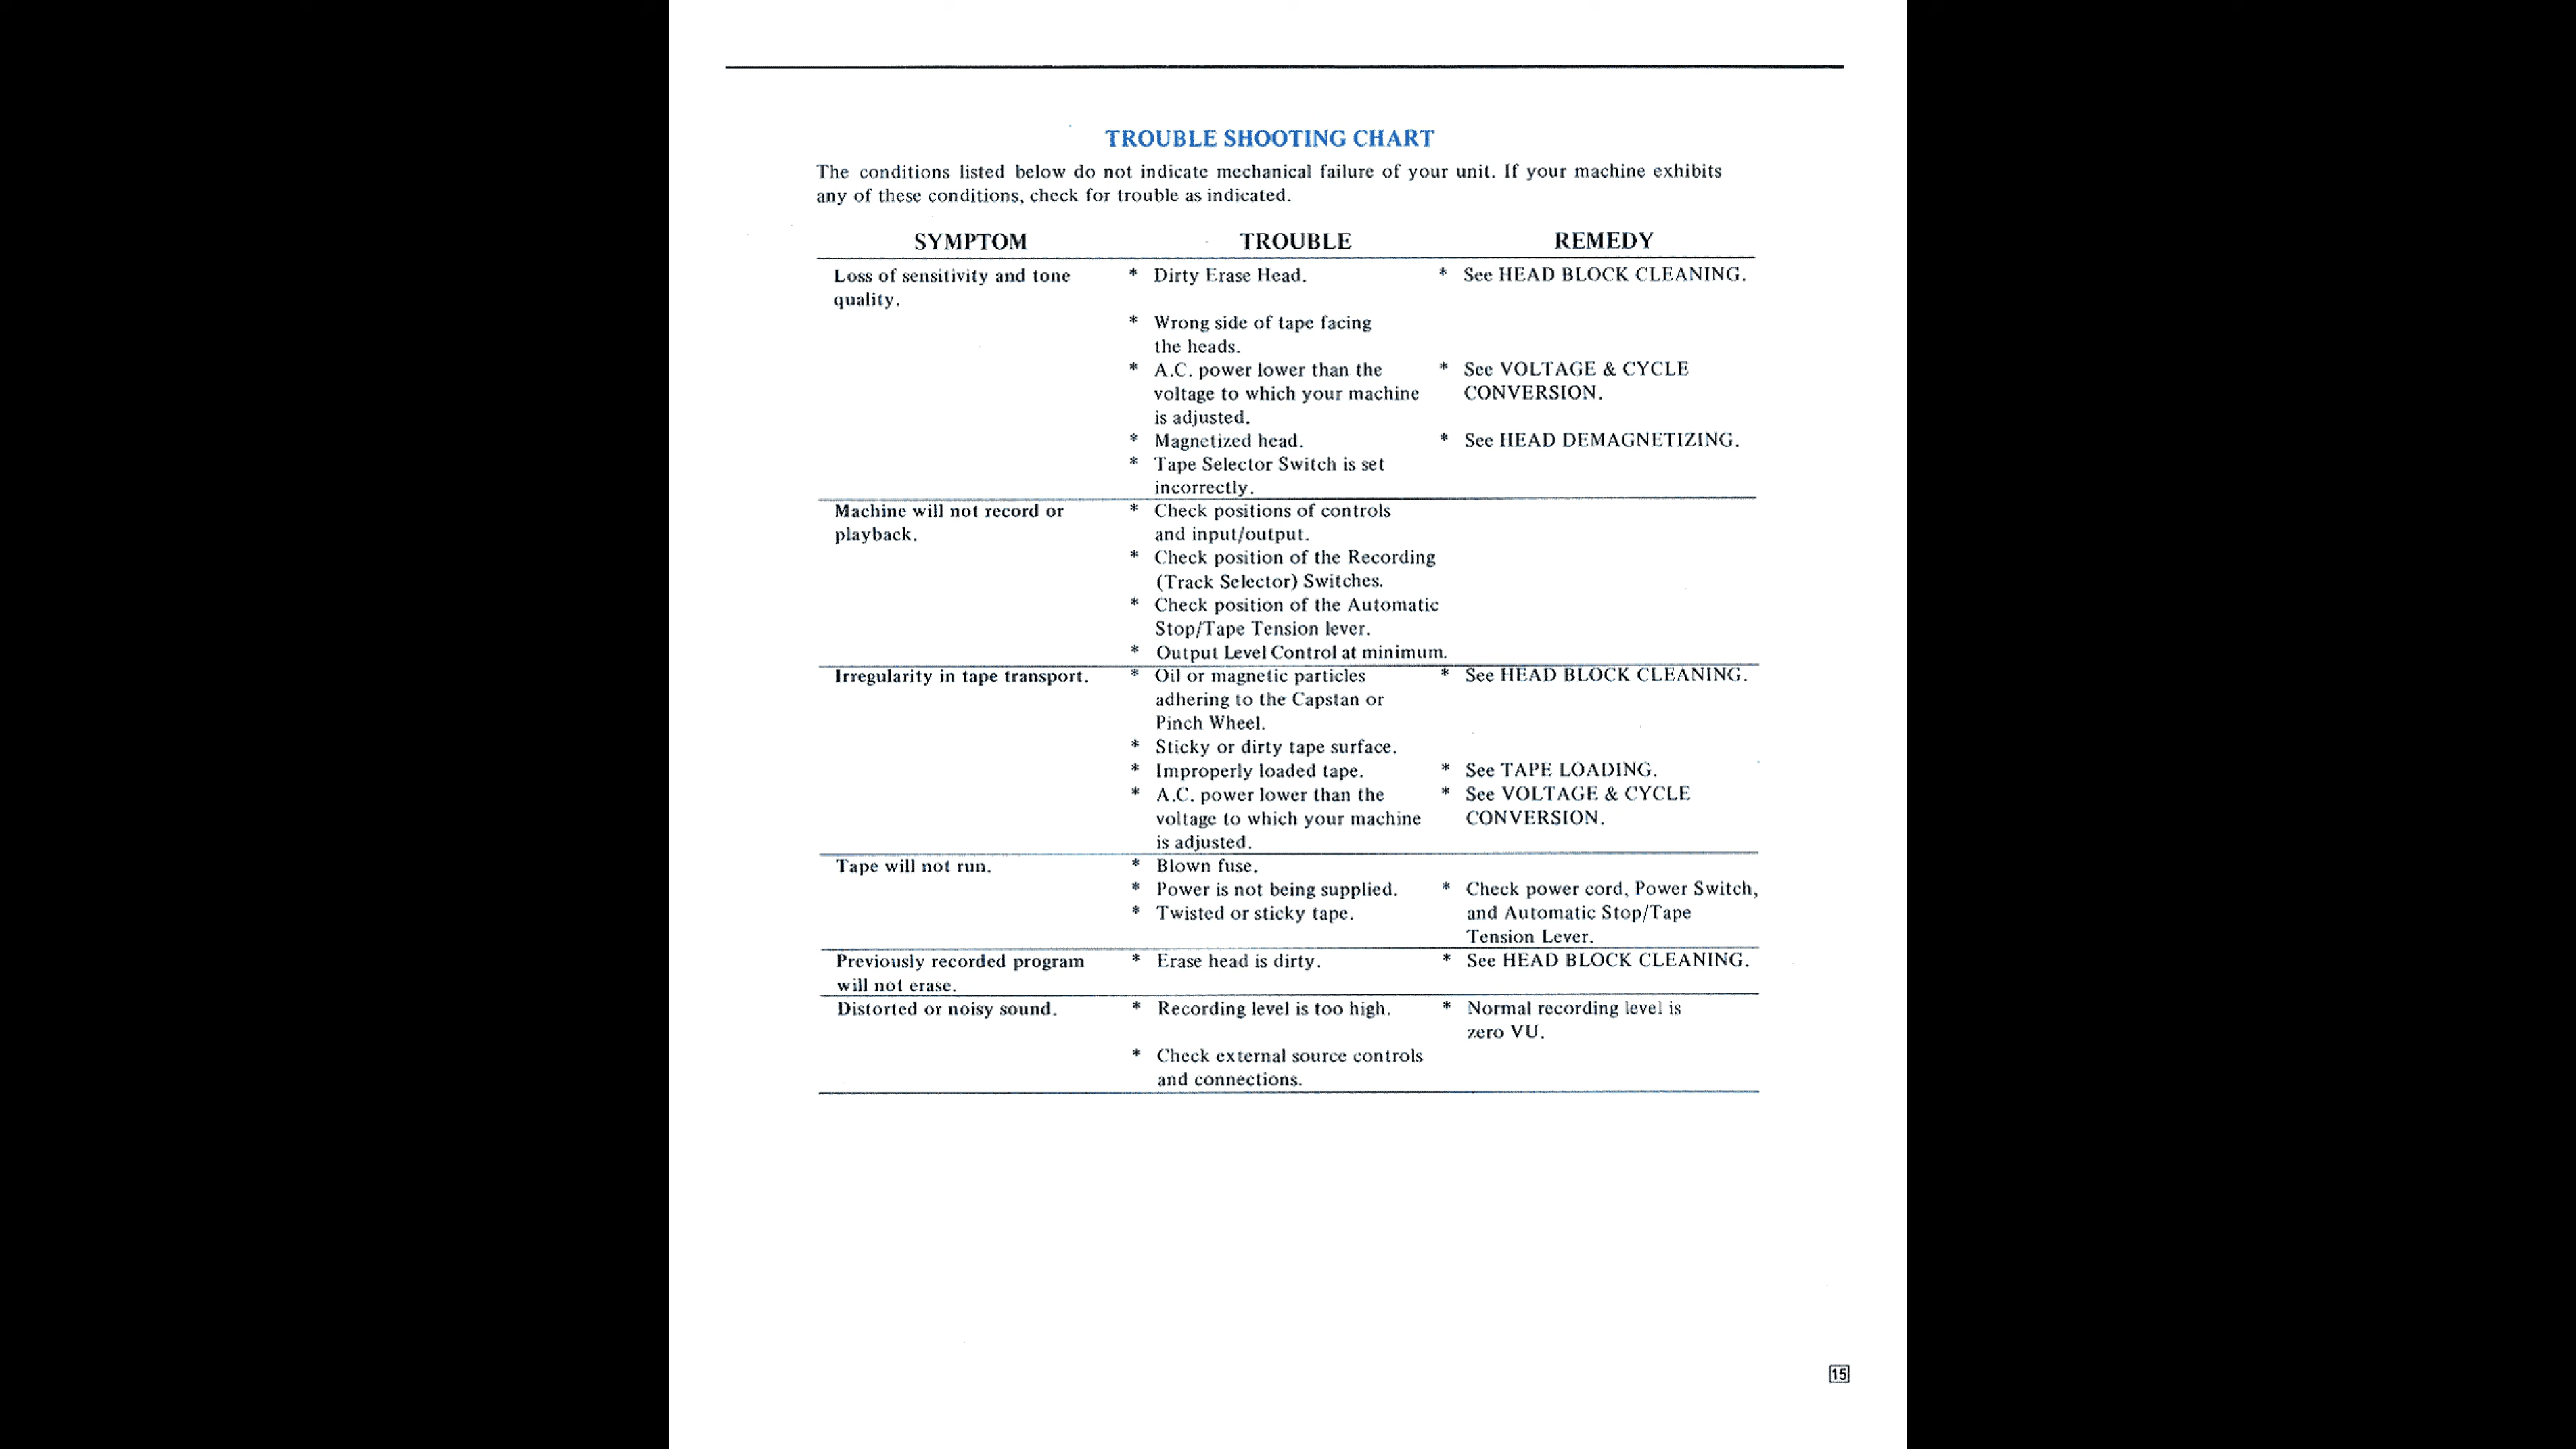 TROUBLE SHOOTING CHART
The conditions listed below do not indicate mechanical failure of your unit. If your machine exhibits
any of these conditions, check for trouble as indicated.
SYMPTOM TROUBLE REMEDY
Loss of sensitivity and tone * Dirty Erase Head. * See HEAD BLOCK CLEANING.
quality.
* Wrong side of tape facing
the heads.
* A.C. power lower than the * See VOLTAGE & CYCLE
voltage to which your machine CONVERSION.
is adjusted.
* Magnetized head. * See HEAD DEMAGNETIZING.
* Tape Selector Switch is set
incorrectly.
Machine will not record or * Check positions of controls
playback. and input/output.
* Check position of the Recording
(Track Selector) Switches.
* Check position of the Automatic
Stop/Tape Tension lever.
* Output Level Control at minimum.
Irregularity in tape transport. * Oil or magnetic particles * See HEAD BLOCK CLEANING.
adhering to the Capstan or
Pinch Wheel.
* Sticky or dirty tape surface.
* Improperly loaded tape. * See TAPE LOADING.
* A.C. power lower than the * See VOLTAGE & CYCLE
voltage to which your machine CONVERSION.
is adjusted.
Tape will not run. * Blown fuse.
* Power is not being supplied. * Check power cord, Power Switch,
* Twisted or sticky tape. and Automatic Stop/Tape
Tension Lever.
Previously recorded program * Erase head is dirty. * See HEAD BLOCK CLEANING.
will not erase.
Distorted or noisy sound. * Recording level is too high. * Normal recording level is
zero VU.
* Check external source controls
and connections.
15